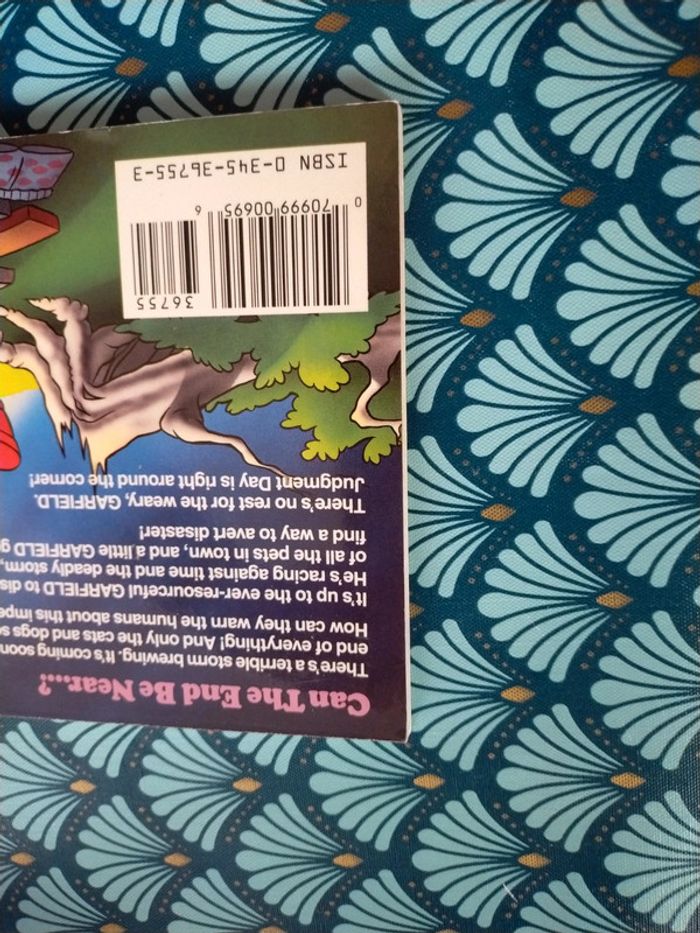 Can The End Be Near...?
There's a terrible storm brewing. It's coming soon
end of everything! And only the cats and dogs s
How can they warn the humans about this impe
It's up to the ever-resourceful GARFIELD to dis
He's racing against time and the deadly storm,
of all the pets in town, and a little GARFIELD g
find a way to avert disaster!
There's no rest for the weary, GARFIELD.
Judgment Day is right around the corner!
36755
0 70999 00695 6
ISBN 0-345-36755-3